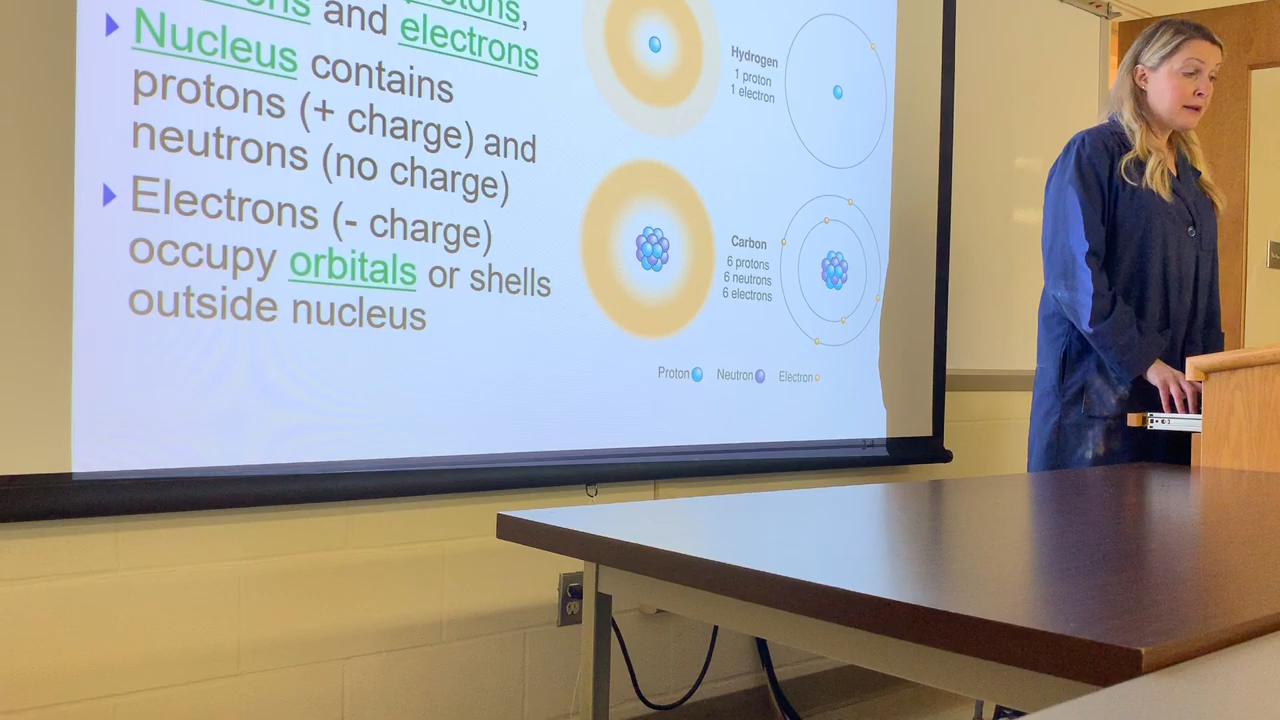 and electrons
Nucleus contains
protons (+ charge) and
neutrons (no charge)
Electrons (- charge)
occupy orbitals or shells
outside nucleus
Hydrogen
1 proton
1 electron
Carbon
6 protons
6 neutrons
6 electrons
Proton Neutron Electron